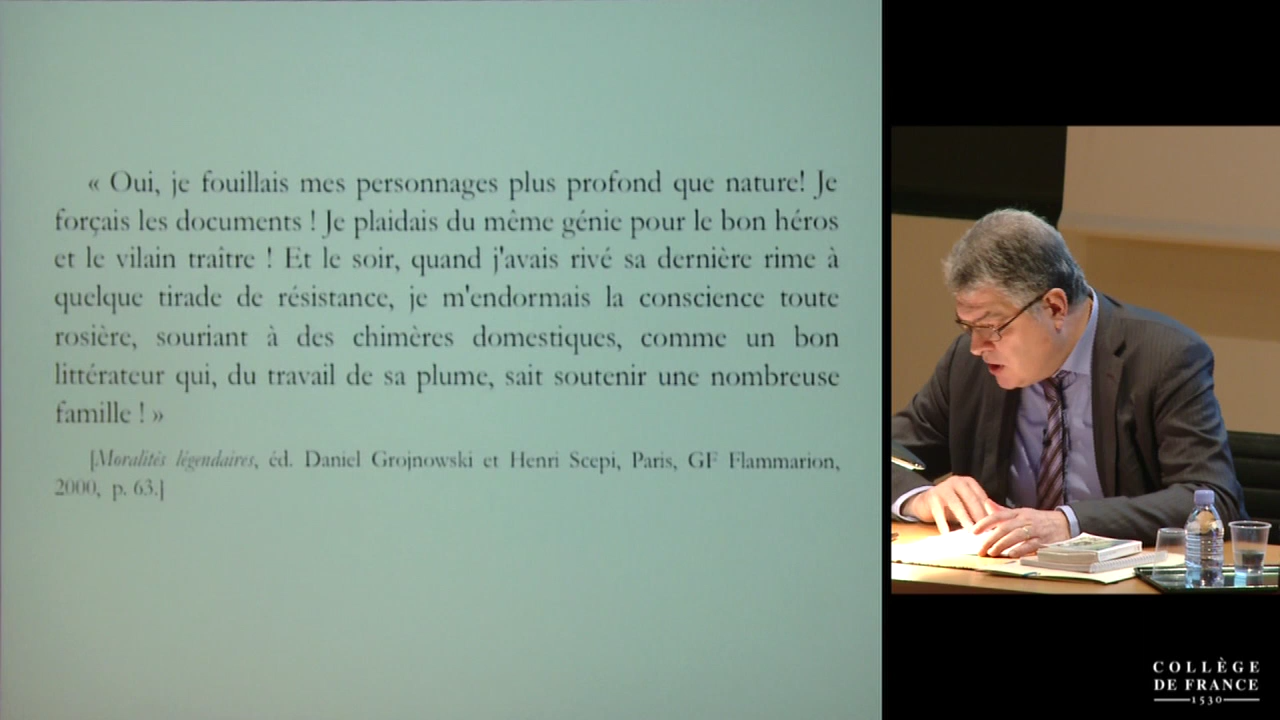 « Oui, je fouillais mes personnages plus profond que nature! Je
forçais les documents ! Je plaidais du même génie pour le bon héros
et le vilain traître ! Et le soir, quand j'avais rivé sa dernière rime à
quelque tirade de résistance, je m'endormais la conscience toute
rosière, souriant à des chimères domestiques, comme un bon
littérateur qui, du travail de sa plume, sait soutenir une nombreuse
famille ! »
[Moralités légendaires, éd. Daniel Grojnowski et Henri Scepi, Paris, GF Flammarion,
2000, p. 63.]
COLLÈGE
DE FRANCE
1530